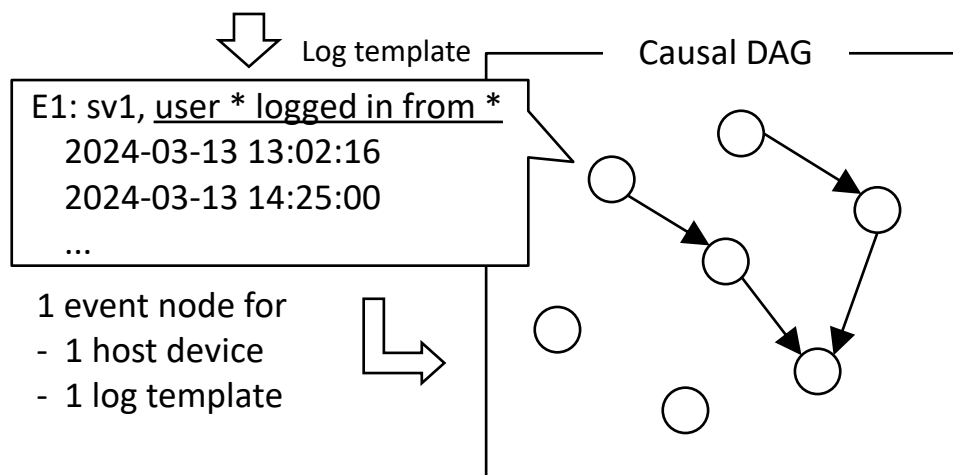 Log template
Causal DAG
E1: sv1, user * logged in from *
2024-03-13 13:02:16
2024-03-13 14:25:00
...
1 event node for
- 1 host device
- 1 log template